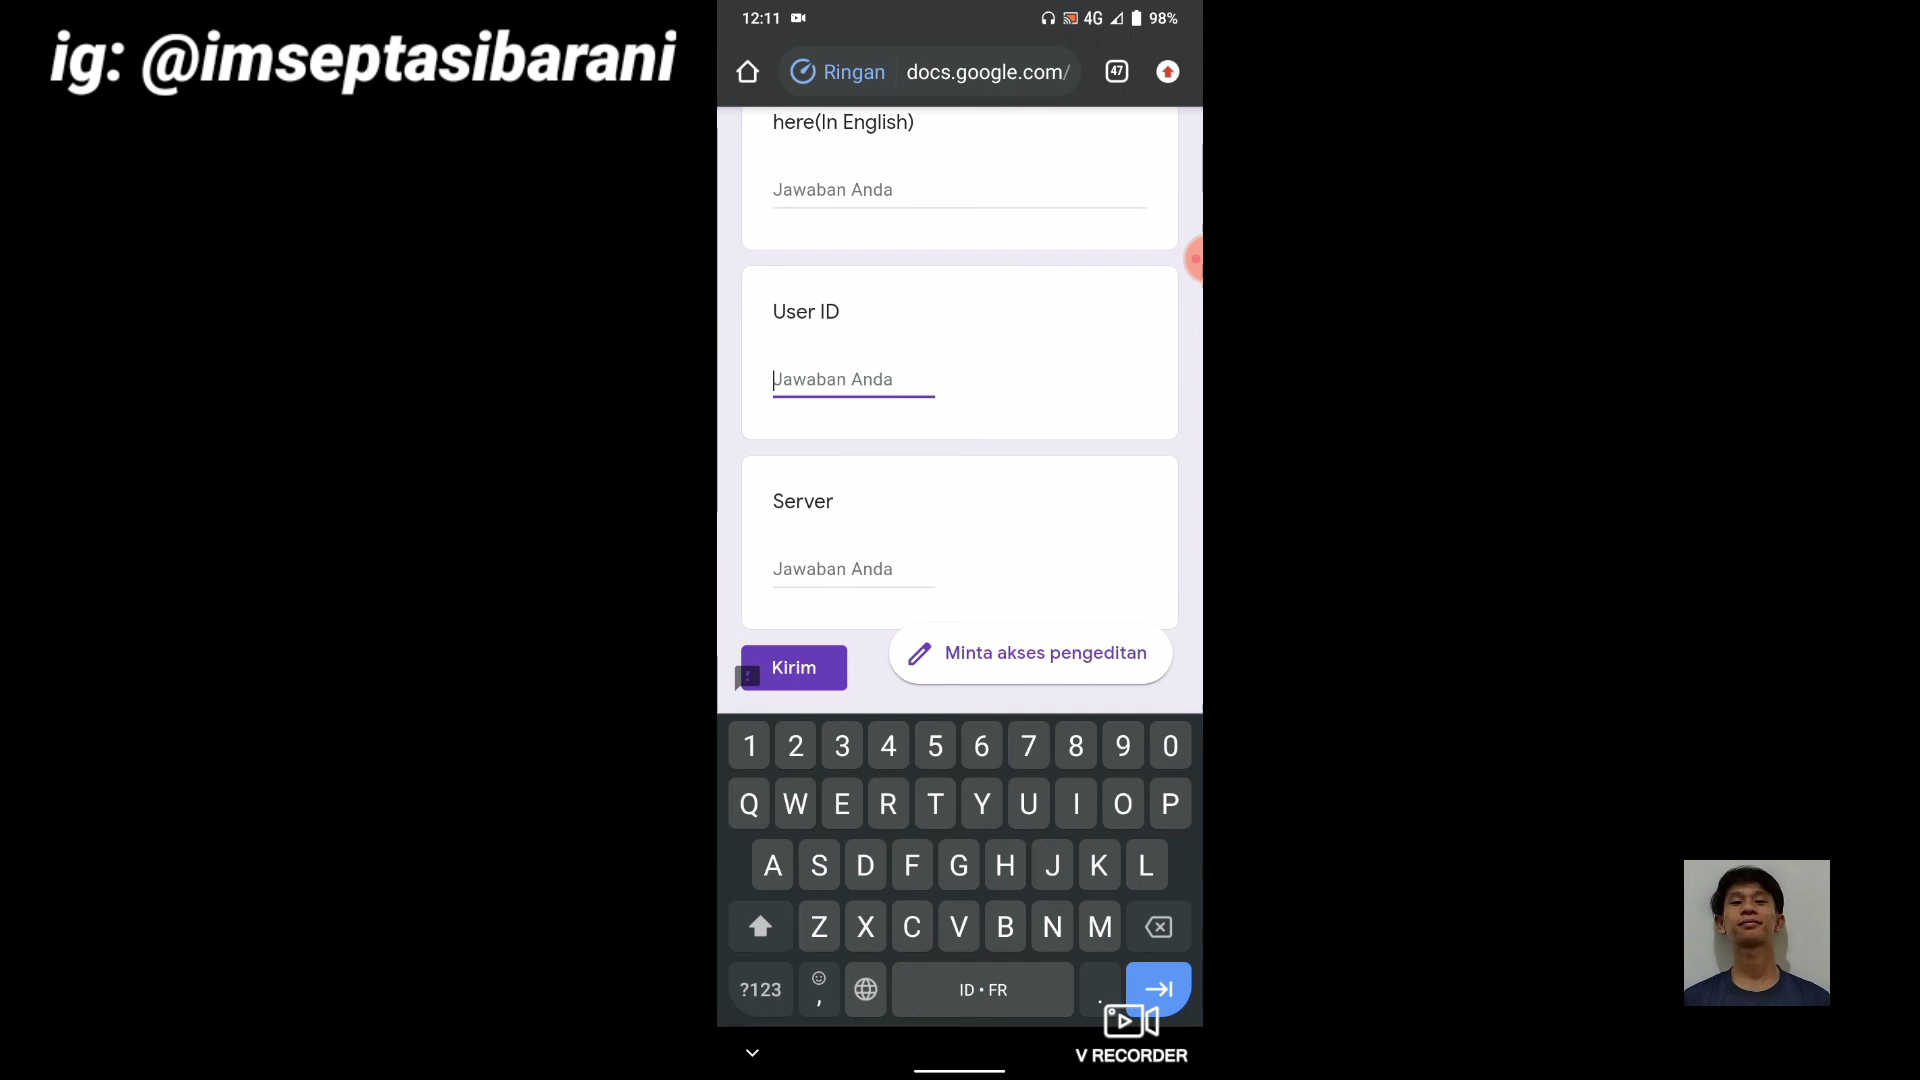 ig: @imseptasibarani
12:11 4G 98%
Ringan docs.google.com/ 47
here(In English)
Jawaban Anda
User ID
Jawaban Anda
Server
Jawaban Anda
Kirim
Minta akses pengeditan
1 2 3 4 5 6 7 8 9 0
Q W E R T Y U I O P
A S D F G H J K L
Z X C V B N M
?123 , ID • FR .
V RECORDER